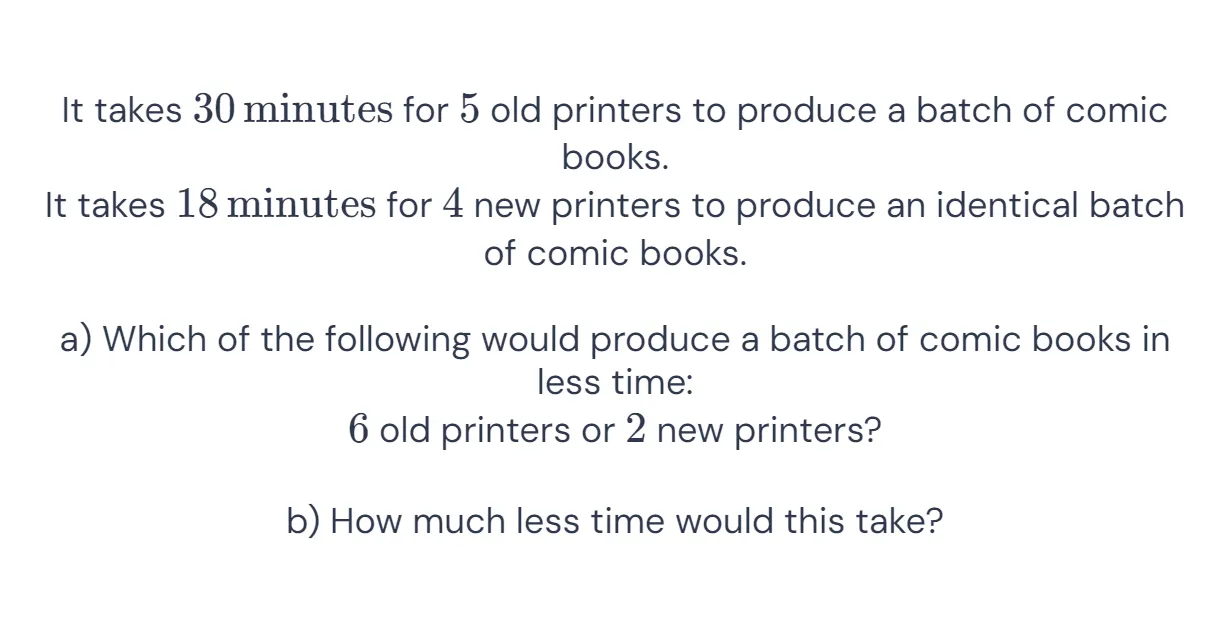 It takes 30 minutes for 5 old printers to produce a batch of comic
books.
It takes 18 minutes for 4 new printers to produce an identical batch
of comic books.
a) Which of the following would produce a batch of comic books in
less time:
6 old printers or 2 new printers?
b) How much less time would this take?